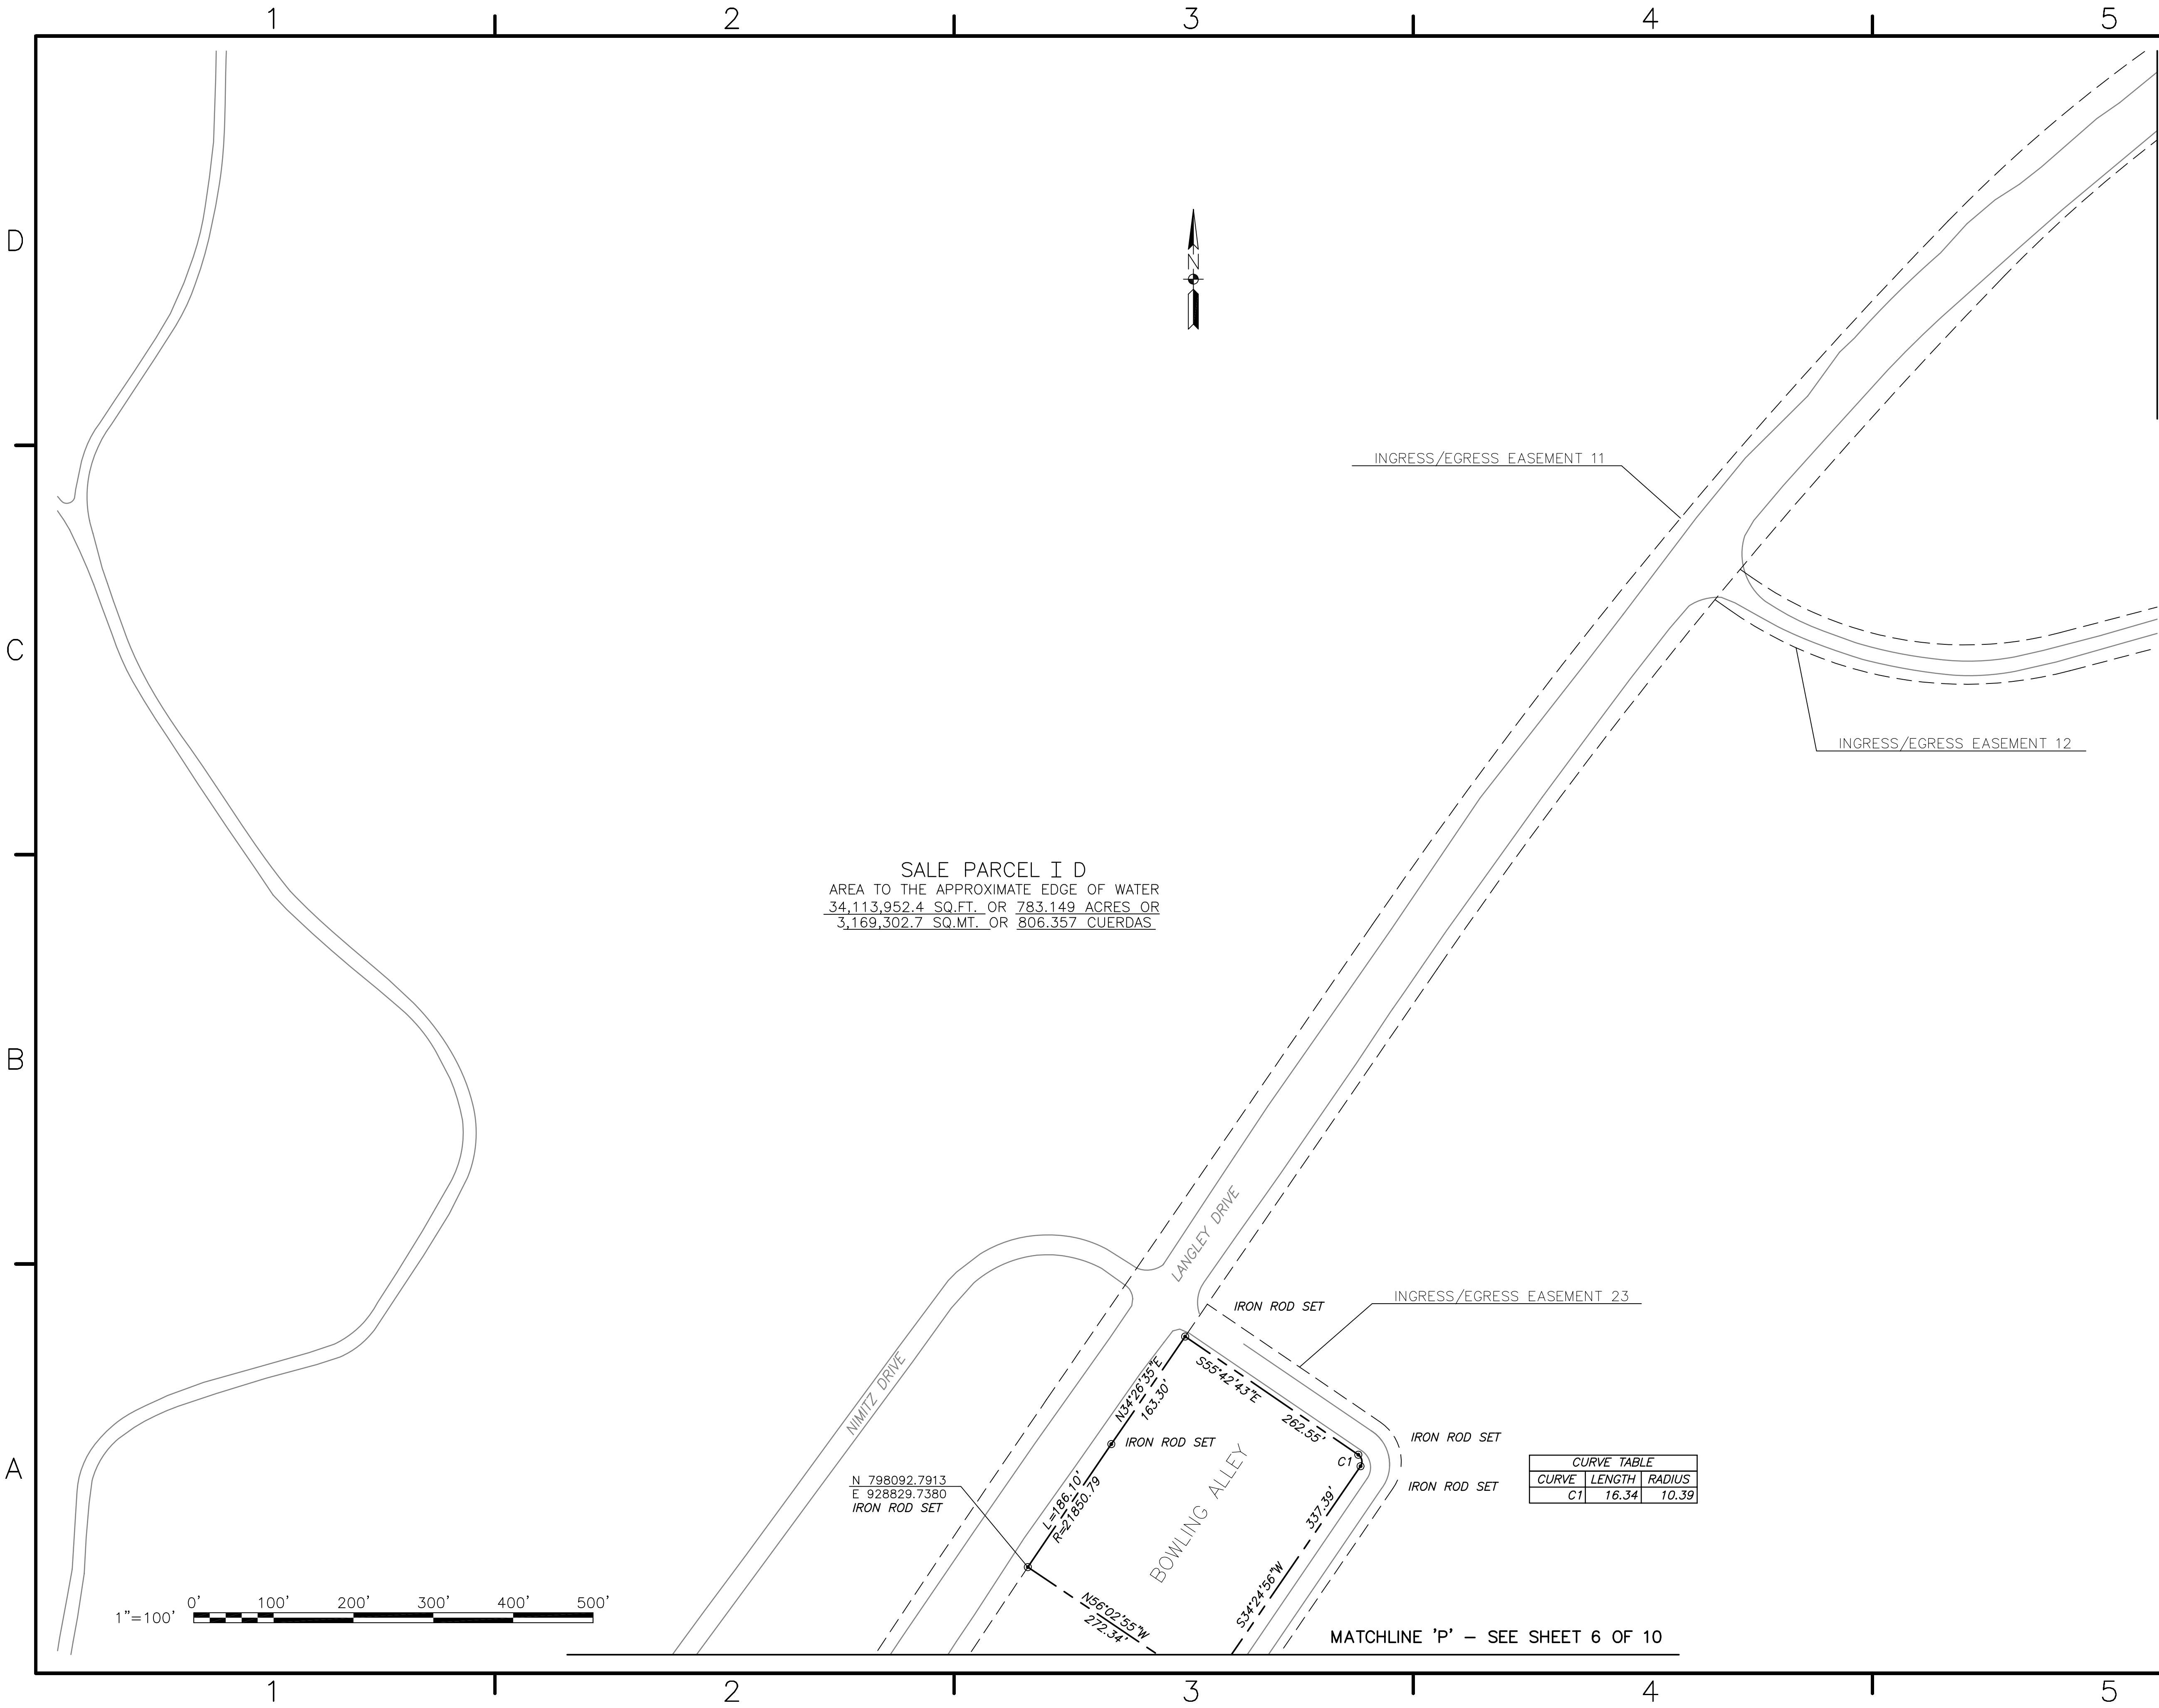 1 2 3 4 5
D
N
INGRESS/EGRESS EASEMENT 11
C
INGRESS/EGRESS EASEMENT 12
SALE PARCEL I D
AREA TO THE APPROXIMATE EDGE OF WATER
34,113,952.4 SQ.FT. OR 783.149 ACRES OR
3,169,302.7 SQ.MT. OR 806.357 CUERDAS
B
LANGLEY DRIVE
INGRESS/EGRESS EASEMENT 23
IRON ROD SET
NIMITZ DRIVE
N34°26'35"E
163.30'
S55°42'43"E
262.55'
IRON ROD SET
IRON ROD SET
C1
A
CURVE TABLE
CURVE LENGTH RADIUS
C1 16.34 10.39
N 798092.7913
E 928829.7380
IRON ROD SET
L=186.10'
R=21850.79
BOWLING ALLEY
337.39'
S34°24'56"W
IRON ROD SET
N56°02'55"W
272.34'
1"=100'
0' 100' 200' 300' 400' 500'
MATCHLINE 'P' - SEE SHEET 6 OF 10
1 2 3 4 5